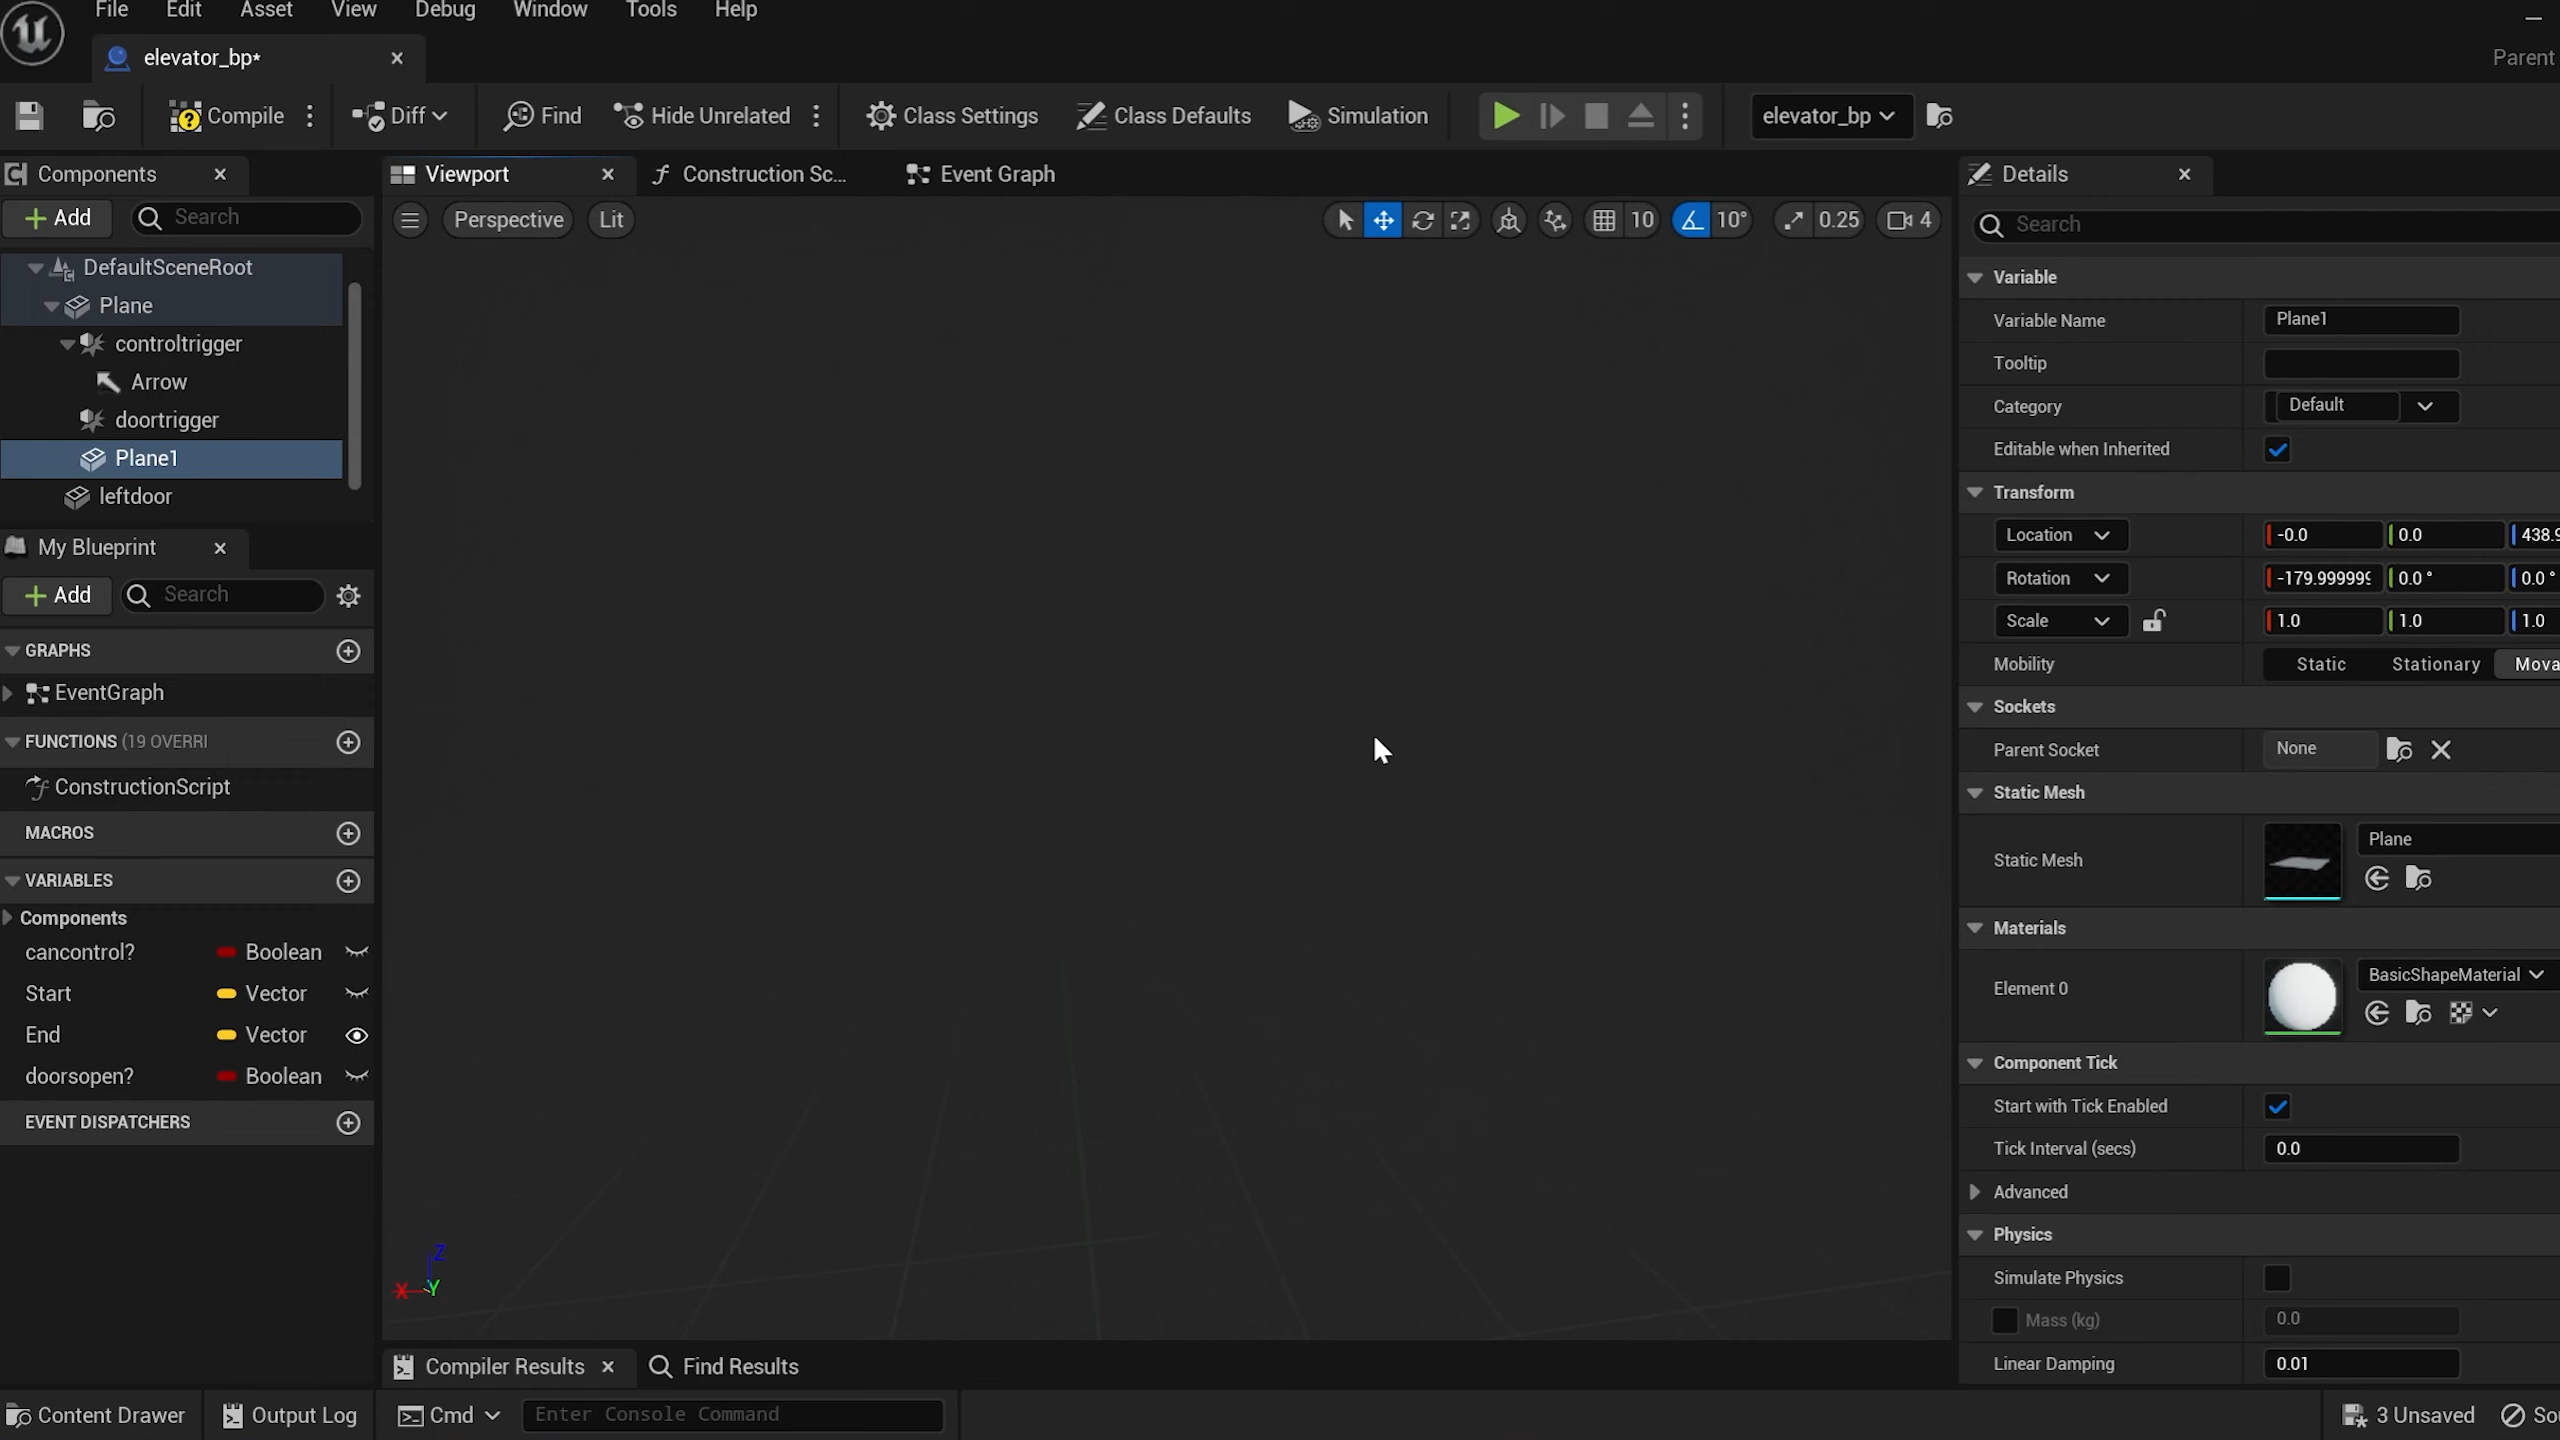 File Edit Asset View Debug Window Tools Help
elevator_bp*
Parent
Compile Diff Find Hide Unrelated Class Settings Class Defaults Simulation elevator_bp
Components
Add Search
DefaultSceneRoot
Plane
controltrigger
Arrow
doortrigger
Plane1
leftdoor
My Blueprint
Add Search
GRAPHS
EventGraph
FUNCTIONS (19 OVERRI
ConstructionScript
MACROS
VARIABLES
Components
cancontrol? Boolean
Start Vector
End Vector
doorsopen? Boolean
EVENT DISPATCHERS
Viewport Construction Sc... Event Graph
Perspective Lit 10 10° 0.25 4
Z
X Y
Compiler Results Find Results
Details
Search
Variable
Variable Name Plane1
Tooltip
Category Default
Editable when Inherited
Transform
Location -0.0 0.0 438.9
Rotation -179.999999 0.0 ° 0.0 °
Scale 1.0 1.0 1.0
Mobility Static Stationary Mova
Sockets
Parent Socket None
Static Mesh
Static Mesh Plane
Materials
Element 0 BasicShapeMaterial
Component Tick
Start with Tick Enabled
Tick Interval (secs) 0.0
Advanced
Physics
Simulate Physics
Mass (kg) 0.0
Linear Damping 0.01
Content Drawer Output Log Cmd Enter Console Command 3 Unsaved Sou